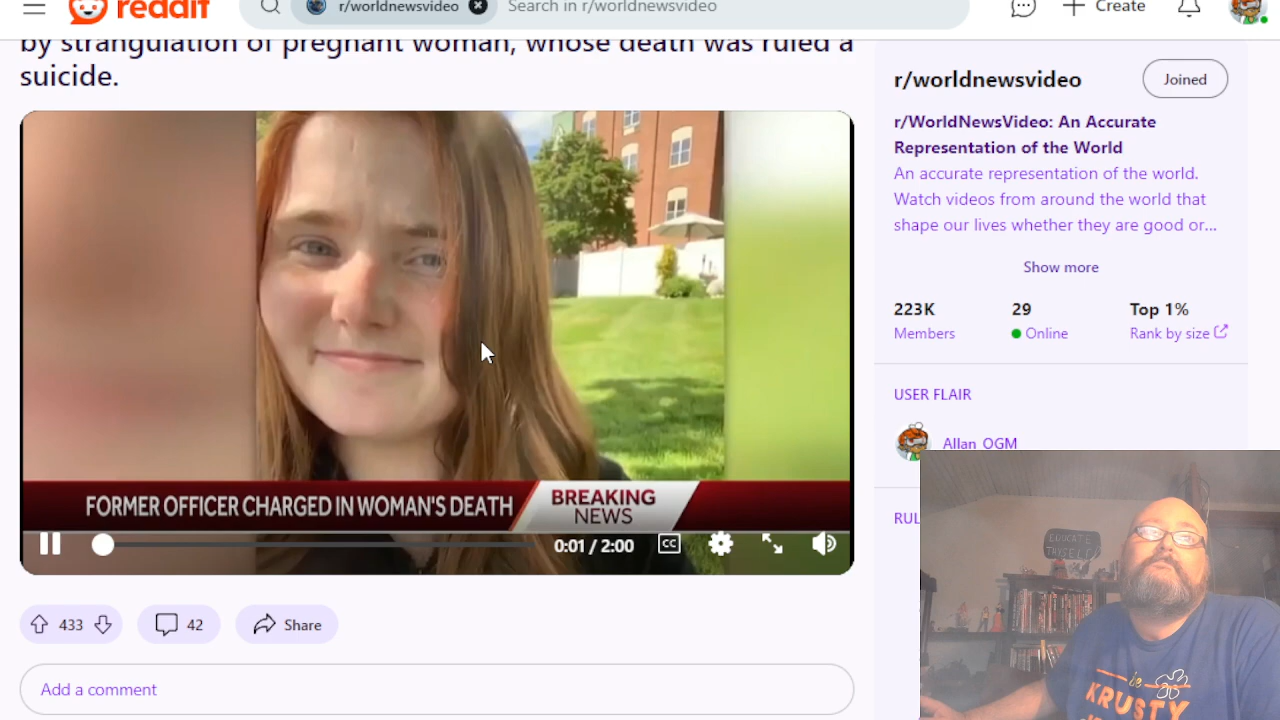 reddit
r/worldnewsvideo
Search in r/worldnewsvideo
Create
by strangulation of pregnant woman, whose death was ruled a
suicide.
FORMER OFFICER CHARGED IN WOMAN'S DEATH
BREAKING
NEWS
0:01 / 2:00
CC
433
42
Share
Add a comment
r/worldnewsvideo
Joined
r/WorldNewsVideo: An Accurate
Representation of the World
An accurate representation of the world.
Watch videos from around the world that
shape our lives whether they are good or...
Show more
223K
29
Top 1%
Members
Online
Rank by size
USER FLAIR
Allan_OGM
RUL
EDUCATE
THYSELF!
KRUSTY